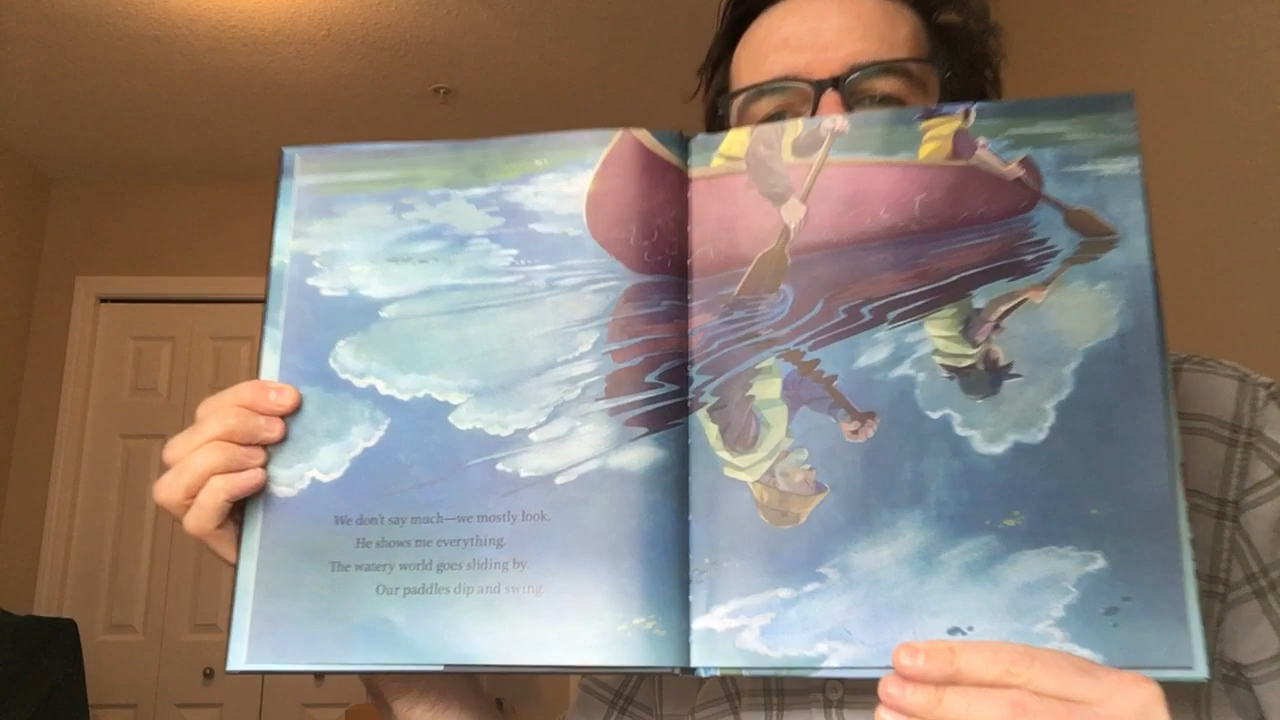 We don't say much—we mostly look.
He shows me everything.
The watery world goes sliding by.
Our paddles dip and swing.